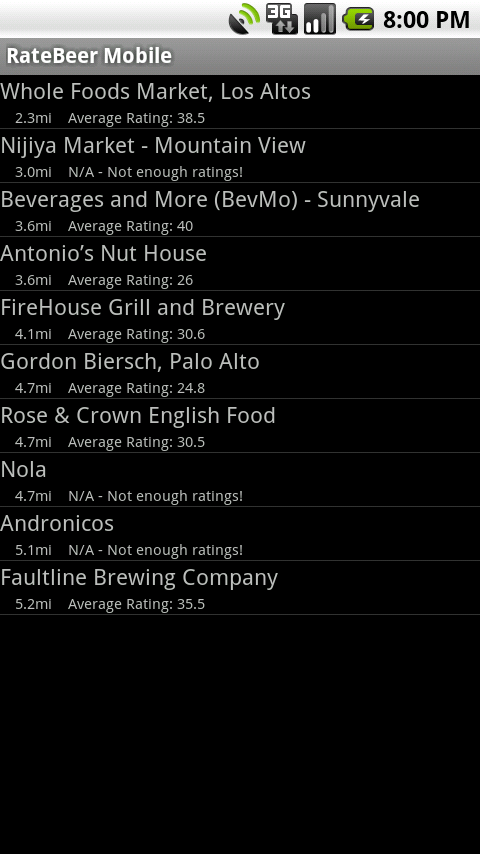 3G
8:00 PM
RateBeer Mobile
Whole Foods Market, Los Altos
2.3mi Average Rating: 38.5
Nijiya Market - Mountain View
3.0mi N/A - Not enough ratings!
Beverages and More (BevMo) - Sunnyvale
3.6mi Average Rating: 40
Antonio’s Nut House
3.6mi Average Rating: 26
FireHouse Grill and Brewery
4.1mi Average Rating: 30.6
Gordon Biersch, Palo Alto
4.7mi Average Rating: 24.8
Rose & Crown English Food
4.7mi Average Rating: 30.5
Nola
4.7mi N/A - Not enough ratings!
Andronicos
5.1mi N/A - Not enough ratings!
Faultline Brewing Company
5.2mi Average Rating: 35.5